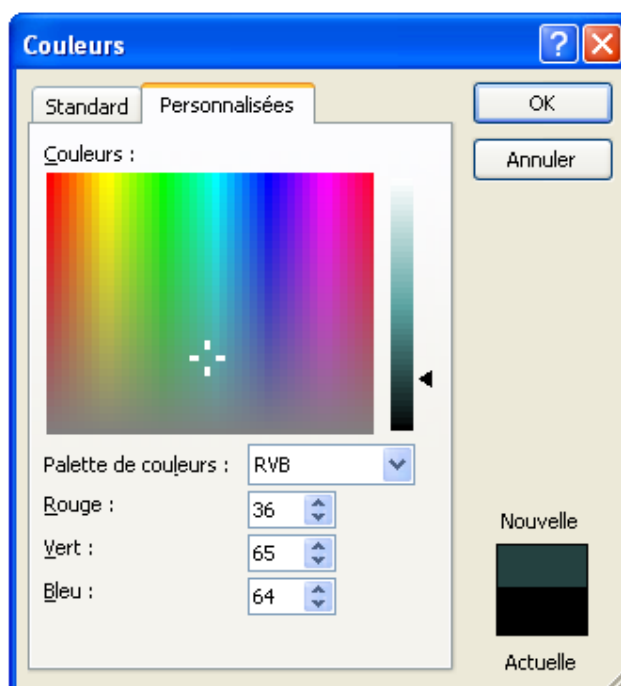 Couleurs
Standard Personnalisées
OK
Annuler
Couleurs :
Palette de couleurs : RVB
Rouge : 36
Vert : 65
Bleu : 64
Nouvelle
Actuelle